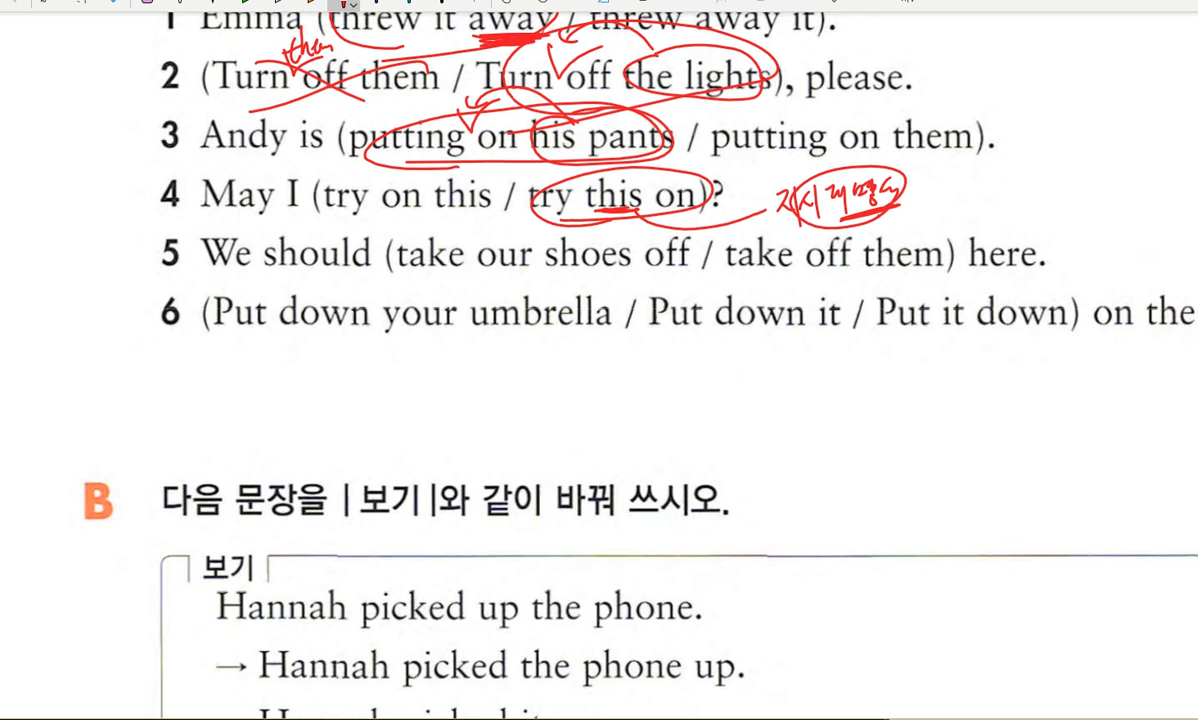 1 Emma (threw it away / threw away it).
them
2 (Turn off them / Turn off the lights), please.
3 Andy is (putting on his pants / putting on them).
4 May I (try on this / try this on)? 지시대명사
5 We should (take our shoes off / take off them) here.
6 (Put down your umbrella / Put down it / Put it down) on the
B 다음 문장을 | 보기 |와 같이 바꿔 쓰시오.
보기
Hannah picked up the phone.
→ Hannah picked the phone up.